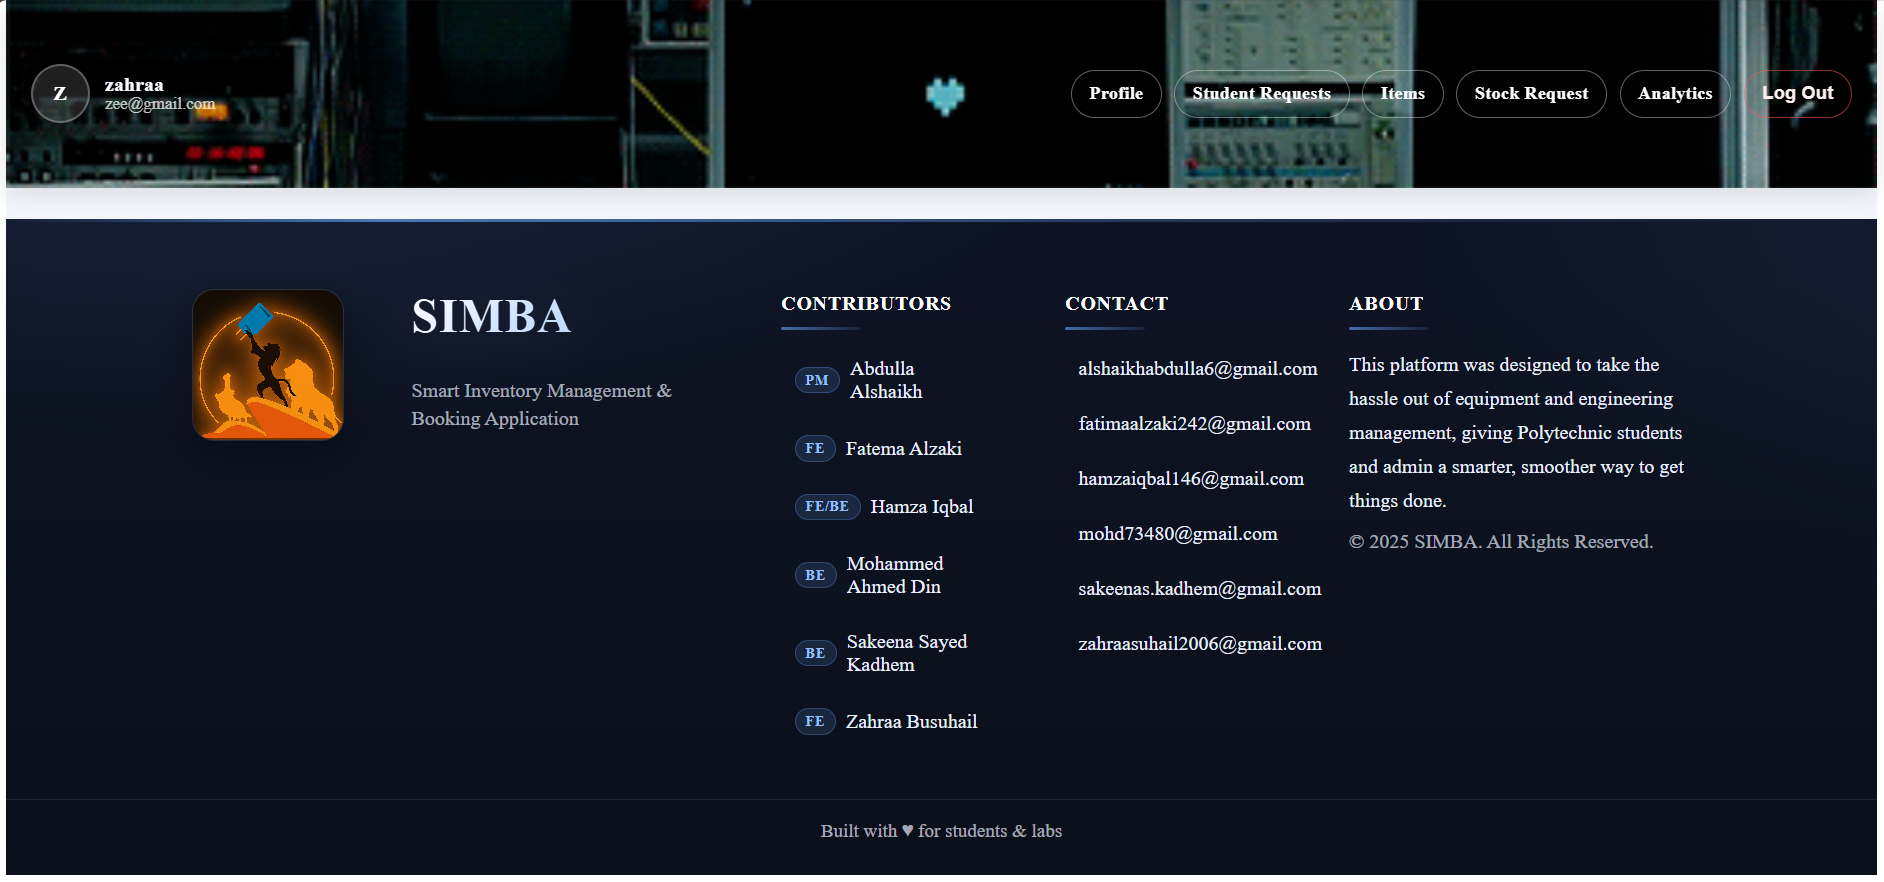 Z
zahraa
zee@gmail.com
Profile
Student Requests
Items
Stock Request
Analytics
Log Out
SIMBA
Smart Inventory Management &
Booking Application
CONTRIBUTORS
PM Abdulla
Alshaikh
FE Fatema Alzaki
FE/BE Hamza Iqbal
BE Mohammed
Ahmed Din
BE Sakeena Sayed
Kadhem
FE Zahraa Busuhail
CONTACT
alshaikhabdulla6@gmail.com
fatimaalzaki242@gmail.com
hamzaiqbal146@gmail.com
mohd73480@gmail.com
sakeenas.kadhem@gmail.com
zahraasuhail2006@gmail.com
ABOUT
This platform was designed to take the
hassle out of equipment and engineering
management, giving Polytechnic students
and admin a smarter, smoother way to get
things done.
© 2025 SIMBA. All Rights Reserved.
Built with ♥ for students & labs